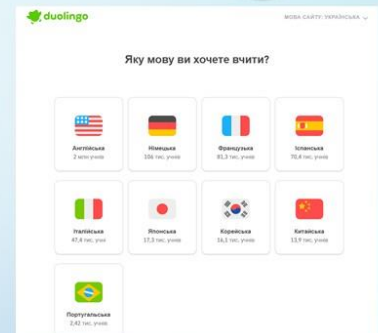 duolingo
МОВА САЙТУ: УКРАЇНСЬКА
Яку мову ви хочете вчити?
Англійська
2 млн учнів
Німецька
186 тис. учнів
Французька
81,3 тис. учнів
Іспанська
70,4 тис. учнів
Італійська
47,4 тис. учнів
Японська
17,3 тис. учнів
Корейська
16,1 тис. учнів
Китайська
13,9 тис. учнів
Португальська
2,42 тис. учнів